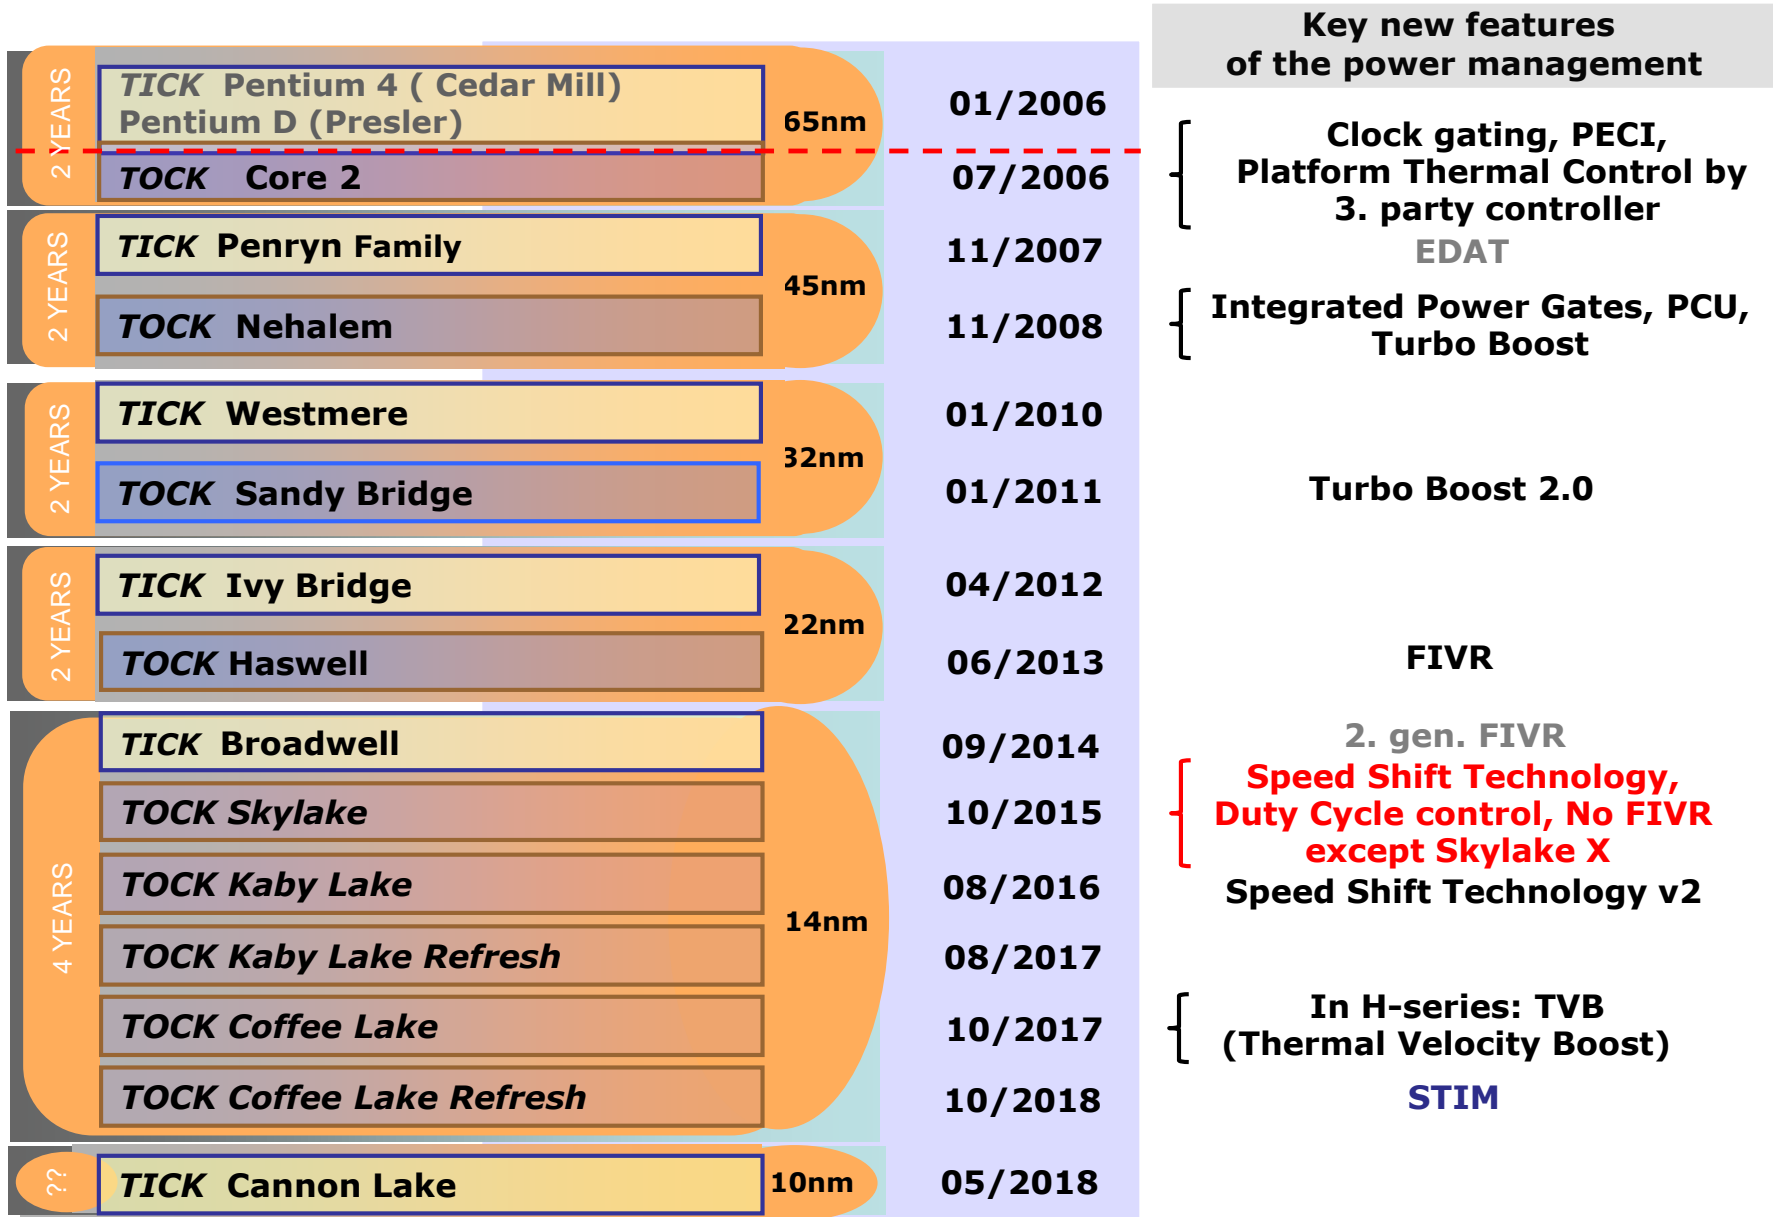 Key new features
of the power management
2 YEARS
TICK Pentium 4 ( Cedar Mill)
Pentium D (Presler)
65nm
01/2006
TOCK Core 2
07/2006
Clock gating, PECI,
Platform Thermal Control by
3. party controller
2 YEARS
TICK Penryn Family
45nm
11/2007
EDAT
TOCK Nehalem
11/2008
Integrated Power Gates, PCU,
Turbo Boost
2 YEARS
TICK Westmere
32nm
01/2010
TOCK Sandy Bridge
01/2011
Turbo Boost 2.0
2 YEARS
TICK Ivy Bridge
22nm
04/2012
TOCK Haswell
06/2013
FIVR
4 YEARS
TICK Broadwell
14nm
09/2014
2. gen. FIVR
TOCK Skylake
10/2015
Speed Shift Technology,
Duty Cycle control, No FIVR
except Skylake X
TOCK Kaby Lake
08/2016
Speed Shift Technology v2
TOCK Kaby Lake Refresh
08/2017
TOCK Coffee Lake
10/2017
In H-series: TVB
(Thermal Velocity Boost)
TOCK Coffee Lake Refresh
10/2018
STIM
??
TICK Cannon Lake
10nm
05/2018